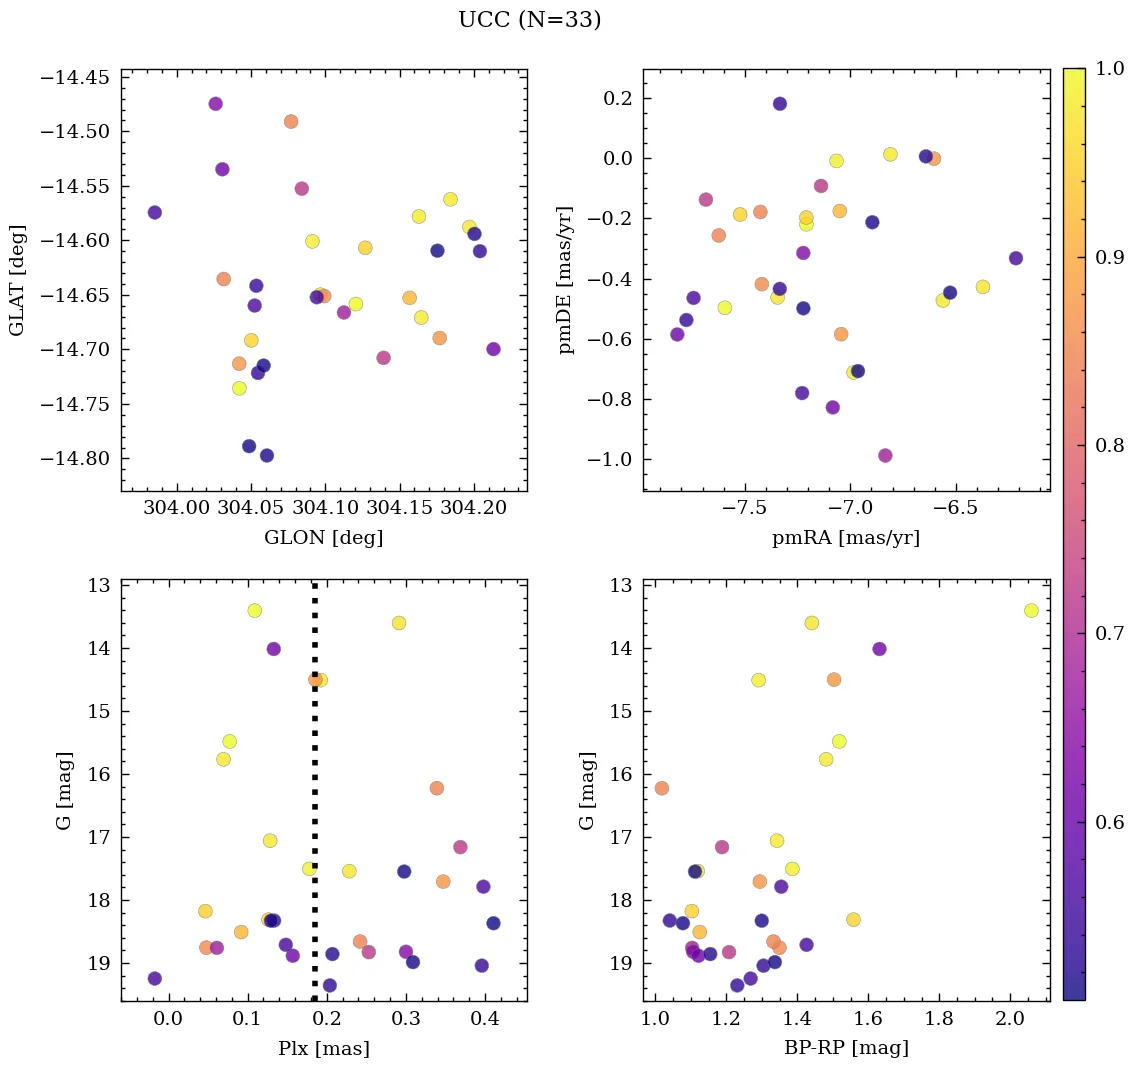 UCC (N=33)
−14.45
−14.50
−14.55
−14.60
−14.65
−14.70
−14.75
−14.80
GLAT [deg]
304.00 304.05 304.10 304.15 304.20
GLON [deg]
0.2
0.0
−0.2
−0.4
−0.6
−0.8
−1.0
pmDE [mas/yr]
−7.5 −7.0 −6.5
pmRA [mas/yr]
1.0
0.9
0.8
0.7
0.6
13
14
15
16
17
18
19
G [mag]
0.0 0.1 0.2 0.3 0.4
Plx [mas]
13
14
15
16
17
18
19
G [mag]
1.0 1.2 1.4 1.6 1.8 2.0
BP-RP [mag]